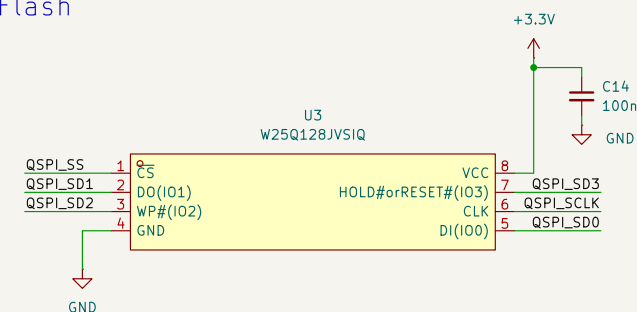 Flash
+3.3V
C14
100n
GND
U3
W25Q128JVSIQ
QSPI_SS 1 CS VCC 8
QSPI_SD1 2 DO(IO1) HOLD#orRESET#(IO3) 7 QSPI_SD3
QSPI_SD2 3 WP#(IO2) CLK 6 QSPI_SCLK
4 GND DI(IO0) 5 QSPI_SD0
GND